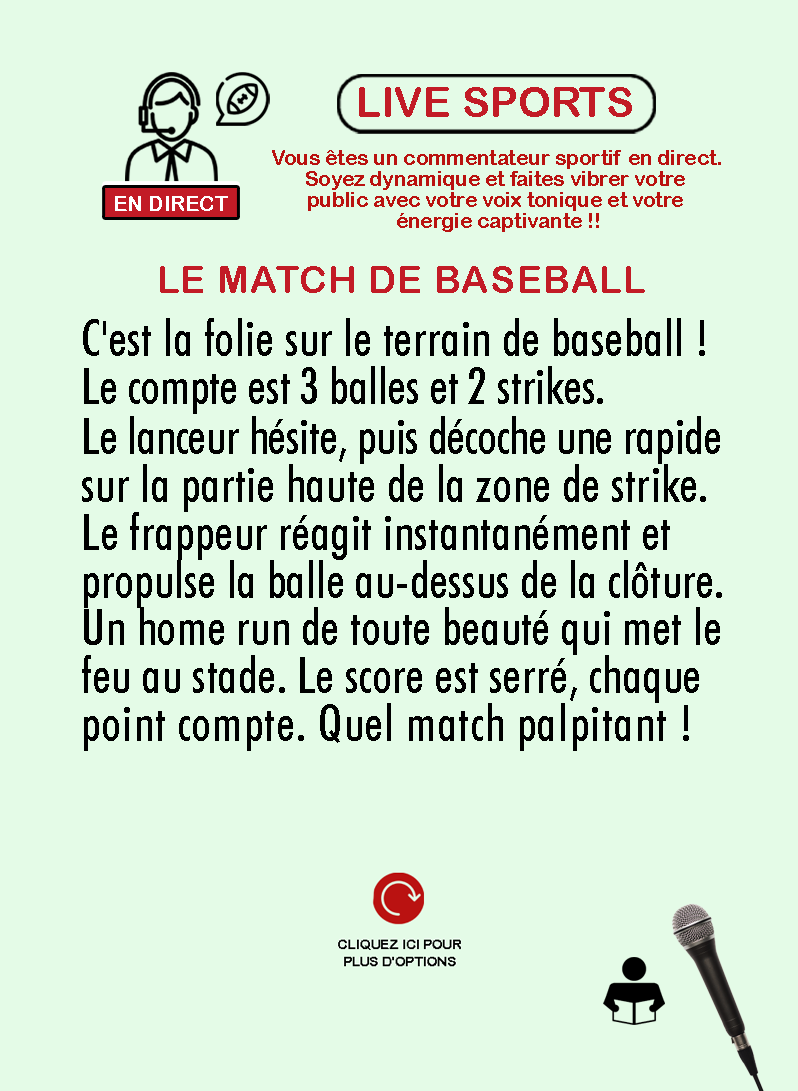 LIVE SPORTS
Vous êtes un commentateur sportif en direct.
Soyez dynamique et faites vibrer votre
public avec votre voix tonique et votre
énergie captivante !!
EN DIRECT
LE MATCH DE BASEBALL
C'est la folie sur le terrain de baseball !
Le compte est 3 balles et 2 strikes.
Le lanceur hésite, puis décoche une rapide
sur la partie haute de la zone de strike.
Le frappeur réagit instantanément et
propulse la balle au-dessus de la clôture.
Un home run de toute beauté qui met le
feu au stade. Le score est serré, chaque
point compte. Quel match palpitant !
CLIQUEZ ICI POUR
PLUS D'OPTIONS